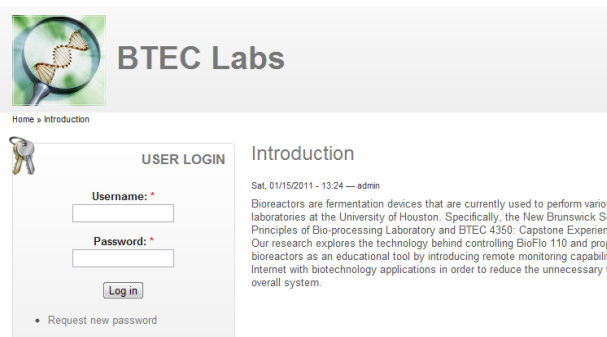 BTEC Labs
Home » Introduction
USER LOGIN
Username: *
Password: *
Log in
Request new password
Introduction
Sat, 01/15/2011 - 13:24 — admin
Bioreactors are fermentation devices that are currently used to perform
laboratories at the University of Houston. Specifically, the New Brunswick
Principles of Bio-processing Laboratory and BTEC 4350: Capstone
Our research explores the technology behind controlling BioFlo 110 and
bioreactors as an educational tool by introducing remote monitoring
Internet with biotechnology applications in order to reduce the unnecessary
overall system.